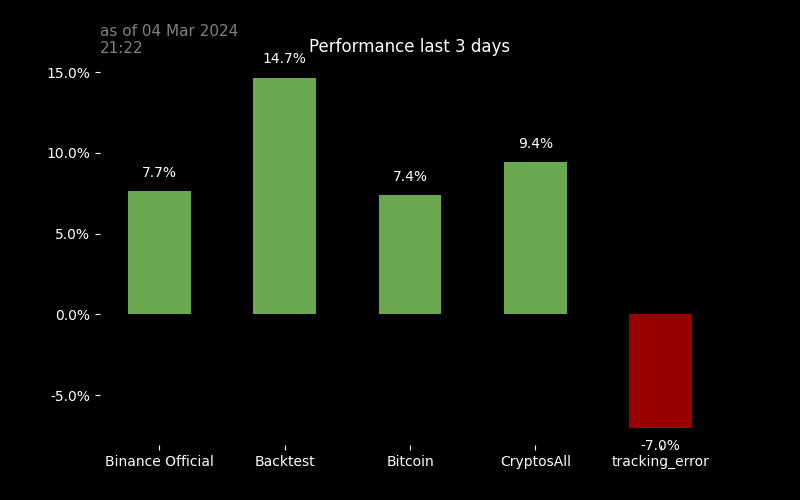 as of 04 Mar 2024
21:22
Performance last 3 days
15.0%
10.0%
5.0%
0.0%
-5.0%
7.7%
14.7%
7.4%
9.4%
-7.0%
Binance Official
Backtest
Bitcoin
CryptosAll
tracking_error